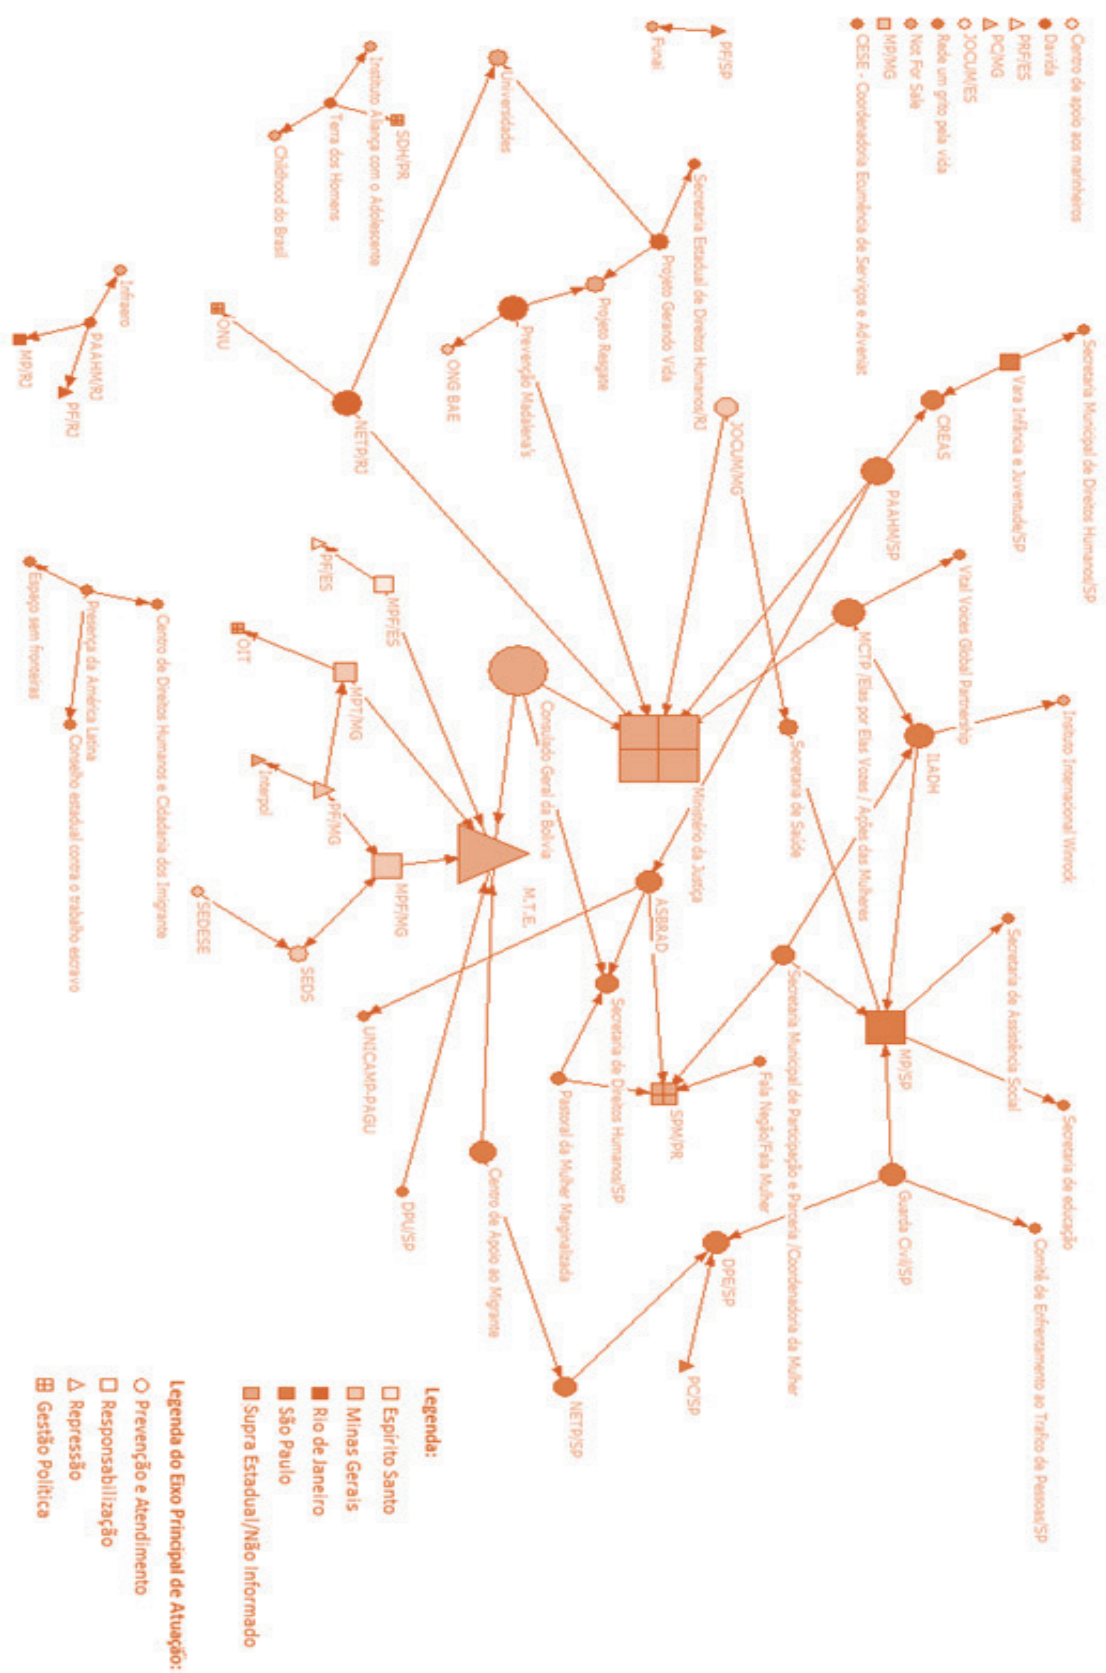 Centro de apoio aos marinheiros
Davida
PRF/ES
PC/MG
JOCUM/ES
Rede um grito pela vida
Not For Sale
MP/MG
CESE - Coordenadoria Ecumência de Serviços e Adveniat
PF/SP
Funai
Universidades
Instituto Aliança com o Adolescente
SDH/PR
Terra dos Homens
Childhood do Brasil
Secretaria Estadual de Direitos Humanos/RJ
Projeto Gerando Vida
Projeto Resgate
Prevenção Madalena's
ONG BAE
ONU
NETP/RJ
Infraero
PAAHM/RJ
PF/RJ
MP/RJ
Secretaria Municipal de Direitos Humanos/SP
Vara Infância e Juventude/SP
CREAS
PAAHM/SP
JOCUM/MG
Vital Voices Global Partnership
MCTP /Elas por Elas Vozes / Ações das Mulheres
Instituto Internacional Winrock
ILADH
Secretaria de Saúde
Ministério da Justiça
Consulado Geral da Bolívia
PF/ES
MPF/ES
OIT
MPT/MG
Interpol
PF/MG
MPF/MG
M.T.E.
SEDESE
SEDS
Centro de Direitos Humanos e Cidadania dos Imigrante
Presença da América Latina
Espaço sem fronteiras
Conselho estadual contra o trabalho escravo
ASBRAD
UNICAMP-PAGU
Secretaria de Direitos Humanos/SP
Secretaria Municipal de Participação e Parceria /Coordenadoria da Mulher
MP/SP
Secretaria de Assistência Social
Secretaria de educação
Fala Negão/Fala Mulher
SPM/PR
Pastoral da Mulher Marginalizada
Centro de Apoio ao Migrante
DPU/SP
Guarda Civil/SP
Comitê de Enfrentamento ao Trafico de Pessoas/SP
DPE/SP
PC/SP
NETP/SP
Legenda:
Espírito Santo
Minas Gerais
Rio de Janeiro
São Paulo
Supra Estadual/Não Informado
Legenda do Eixo Principal de Atuação:
Prevenção e Atendimento
Responsabilização
Repressão
Gestão Política